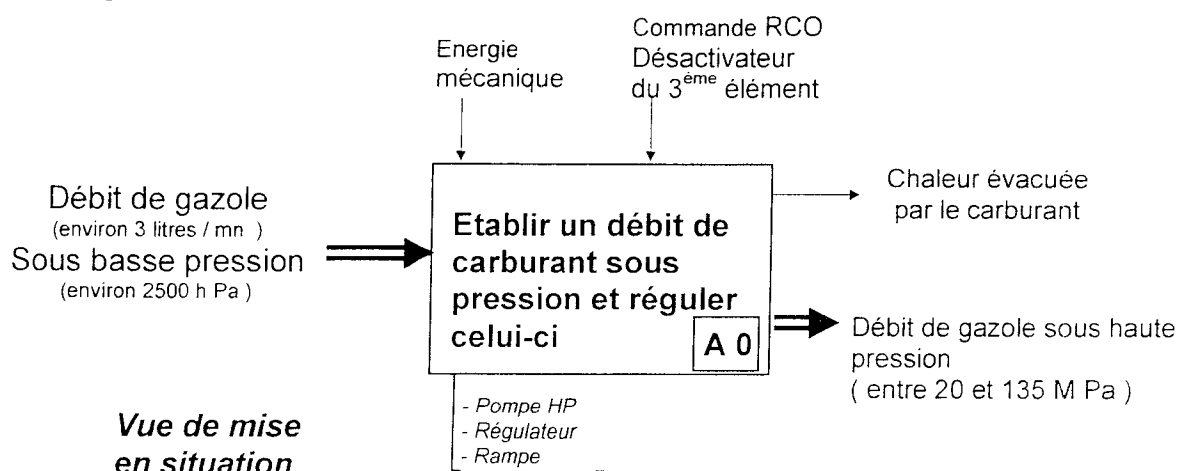 Energie
mécanique
Commande RCO
Désactivateur
du 3ème élément
Débit de gazole
(environ 3 litres / mn )
Sous basse pression
(environ 2500 h Pa )
Etablir un débit de
carburant sous
pression et réguler
celui-ci
A 0
Chaleur évacuée
par le carburant
Débit de gazole sous haute
pression
( entre 20 et 135 M Pa )
- Pompe HP
- Régulateur
- Rampe
Vue de mise
en situation